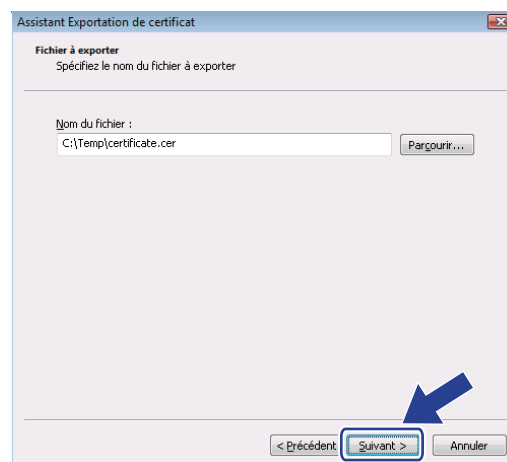 Assistant Exportation de certificat
Fichier à exporter
Spécifiez le nom du fichier à exporter
Nom du fichier :
C:\Temp\certificate.cer
Parcourir...
< Précédent
Suivant >
Annuler